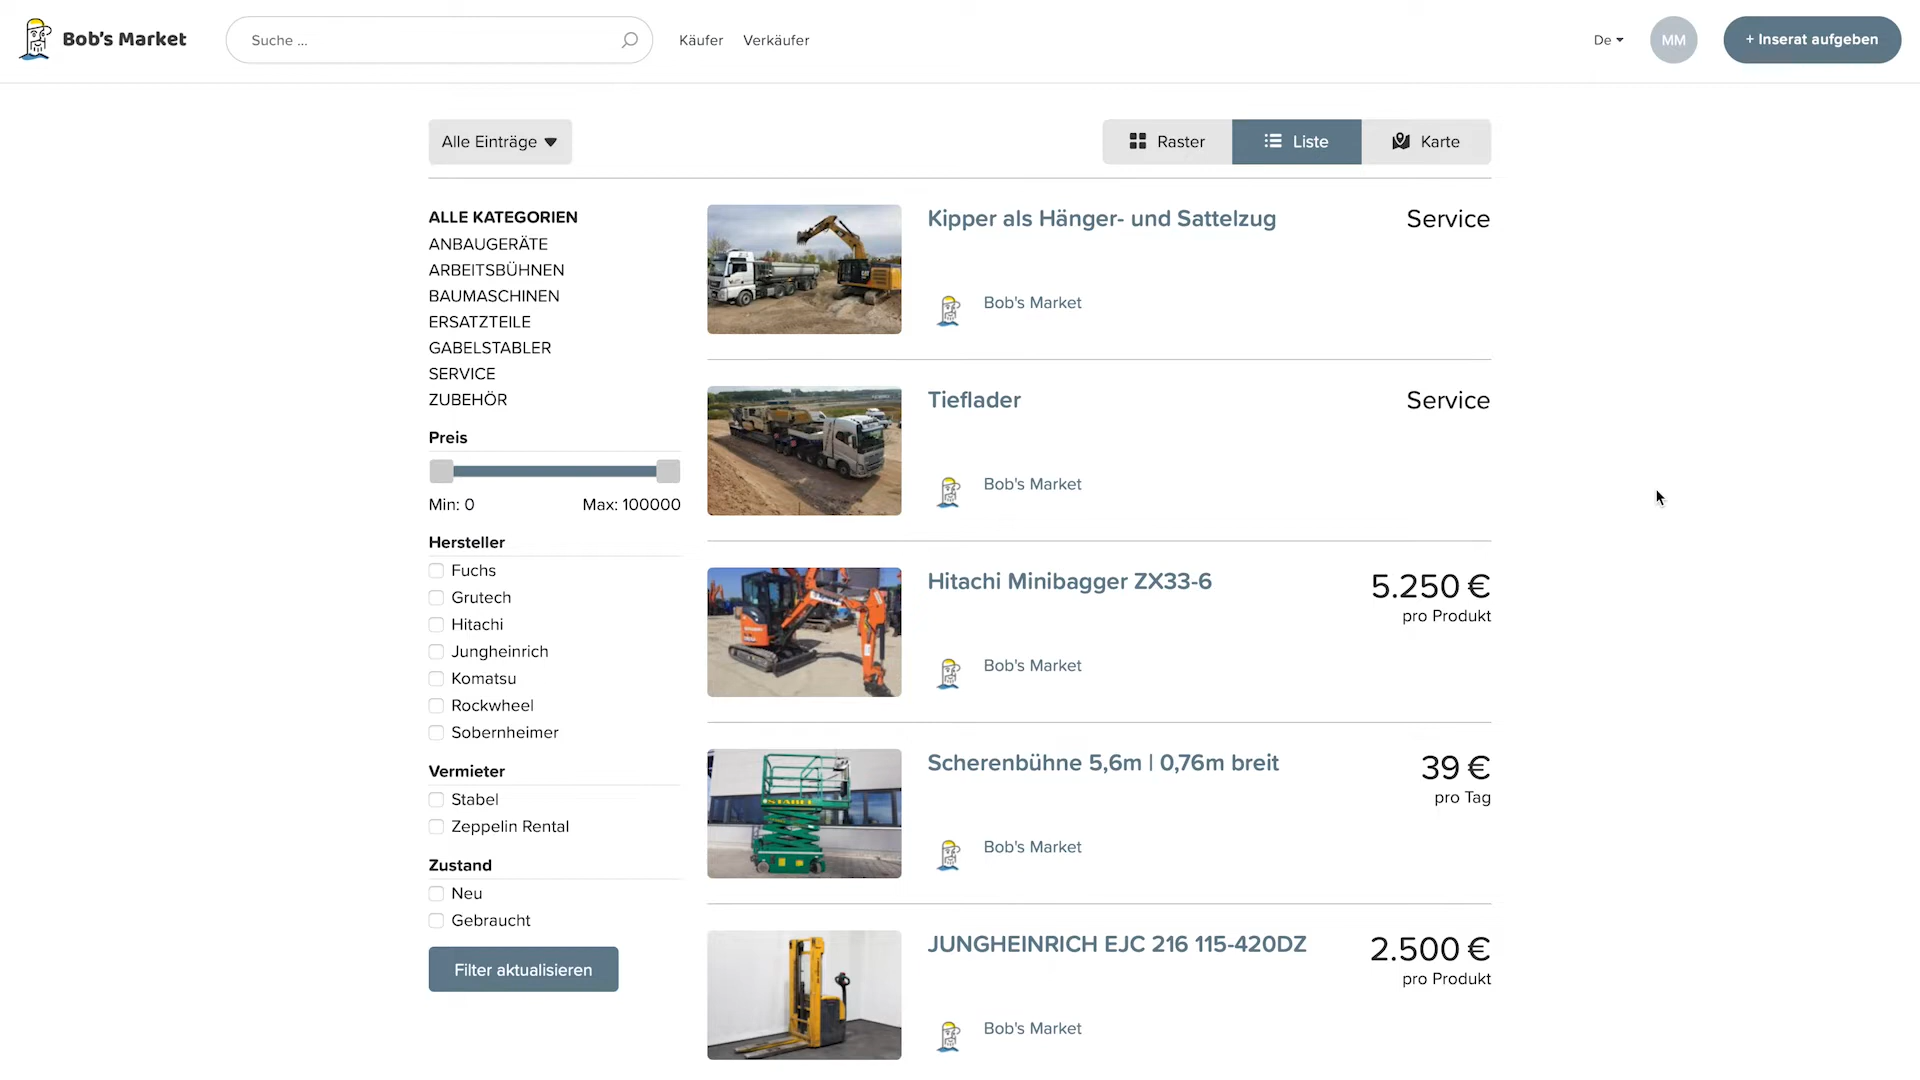 Bob's Market
Suche ...
Käufer
Verkäufer
De
MM
+ Inserat aufgeben
Alle Einträge
Raster
Liste
Karte
ALLE KATEGORIEN
ANBAUGERÄTE
ARBEITSBÜHNEN
BAUMASCHINEN
ERSATZTEILE
GABELSTABLER
SERVICE
ZUBEHÖR
Preis
Min: 0
Max: 100000
Hersteller
Fuchs
Grutech
Hitachi
Jungheinrich
Komatsu
Rockwheel
Sobernheimer
Vermieter
Stabel
Zeppelin Rental
Zustand
Neu
Gebraucht
Filter aktualisieren
Kipper als Hänger- und Sattelzug
Service
Bob's Market
Tieflader
Service
Bob's Market
Hitachi Minibagger ZX33-6
5.250 €
pro Produkt
Bob's Market
STABEL
Scherenbühne 5,6m | 0,76m breit
39 €
pro Tag
Bob's Market
JUNGHEINRICH EJC 216 115-420DZ
2.500 €
pro Produkt
Bob's Market